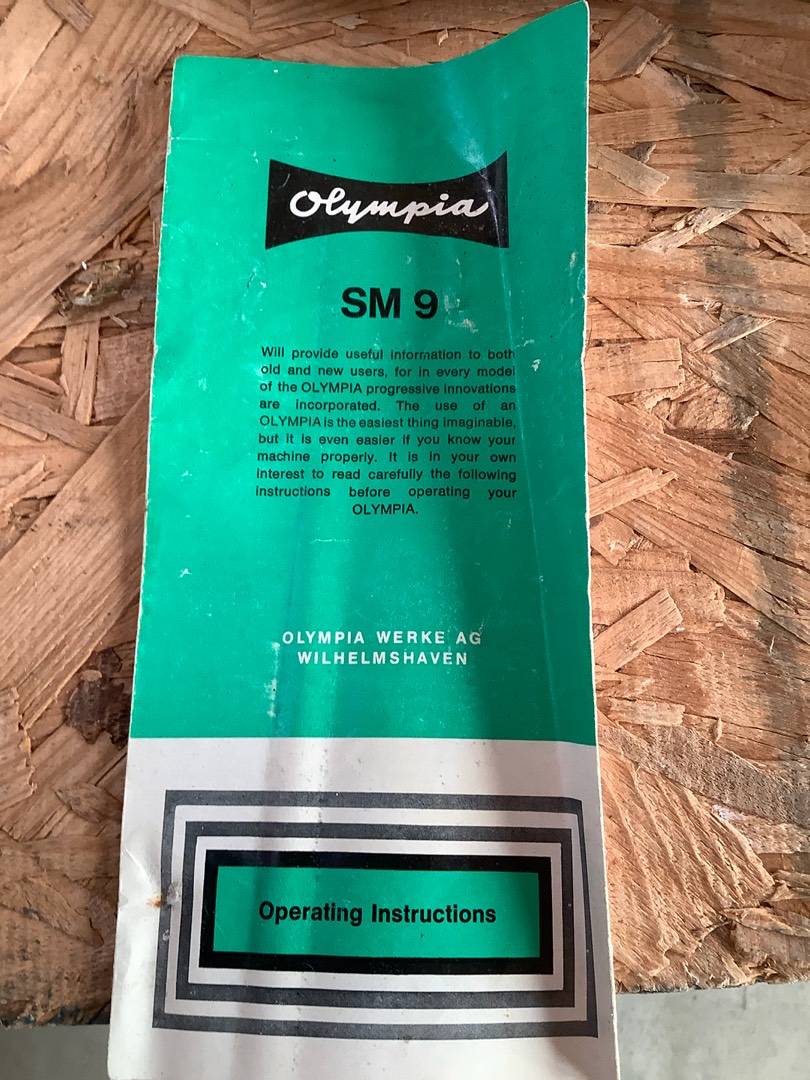 Olympia
SM 9
Will provide useful information to both
old and new users, for in every model
of the OLYMPIA progressive innovations
are incorporated. The use of an
OLYMPIA is the easiest thing imaginable,
but it is even easier if you know your
machine properly. It is in your own
interest to read carefully the following
instructions before operating your
OLYMPIA.
OLYMPIA WERKE AG
WILHELMSHAVEN
Operating Instructions